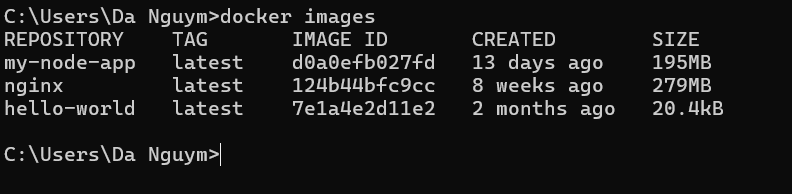 C:\Users\Da Nguym>docker images
REPOSITORY    TAG       IMAGE ID       CREATED        SIZE
my-node-app   latest    d0a0efb027fd   13 days ago    195MB
nginx         latest    124b44bfc9cc   8 weeks ago    279MB
hello-world   latest    7e1a4e2d11e2   2 months ago   20.4kB
C:\Users\Da Nguym>